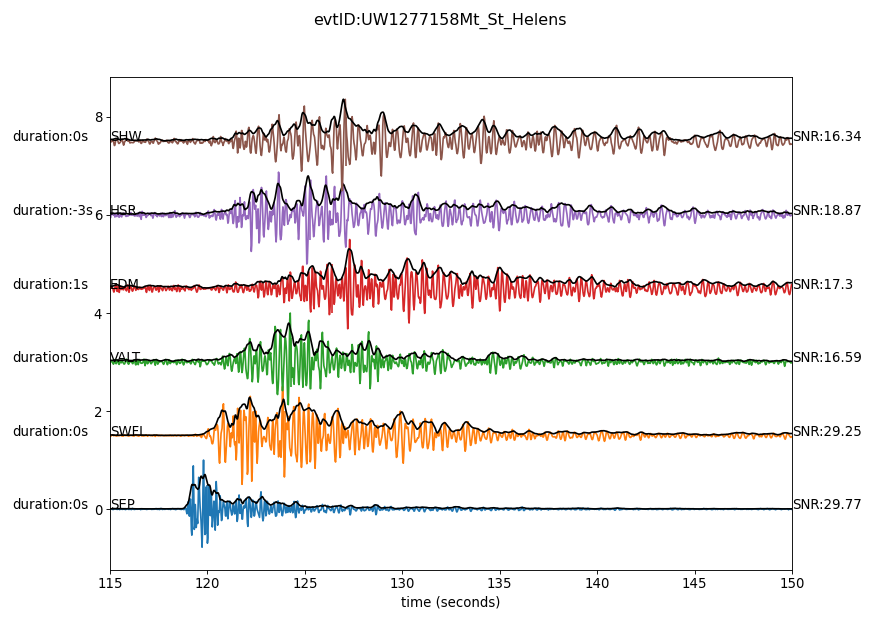 evtID:UW1277158Mt_St_Helens
8
duration:0s SHW SNR:16.34
duration:-3s HSR SNR:18.87
6
duration:1s EDM SNR:17.3
4
duration:0s VALT SNR:16.59
2
duration:0s SWFL SNR:29.25
duration:0s SEP SNR:29.77
0
115 120 125 130 135 140 145 150
time (seconds)